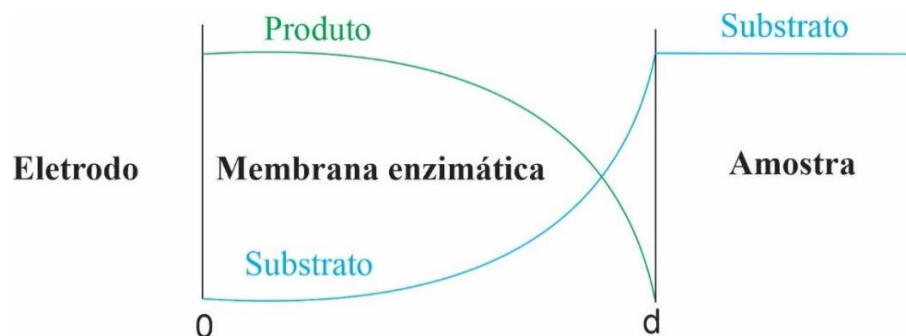 Produto
Substrato
Eletrodo
Membrana enzimática
Amostra
Substrato
0
d